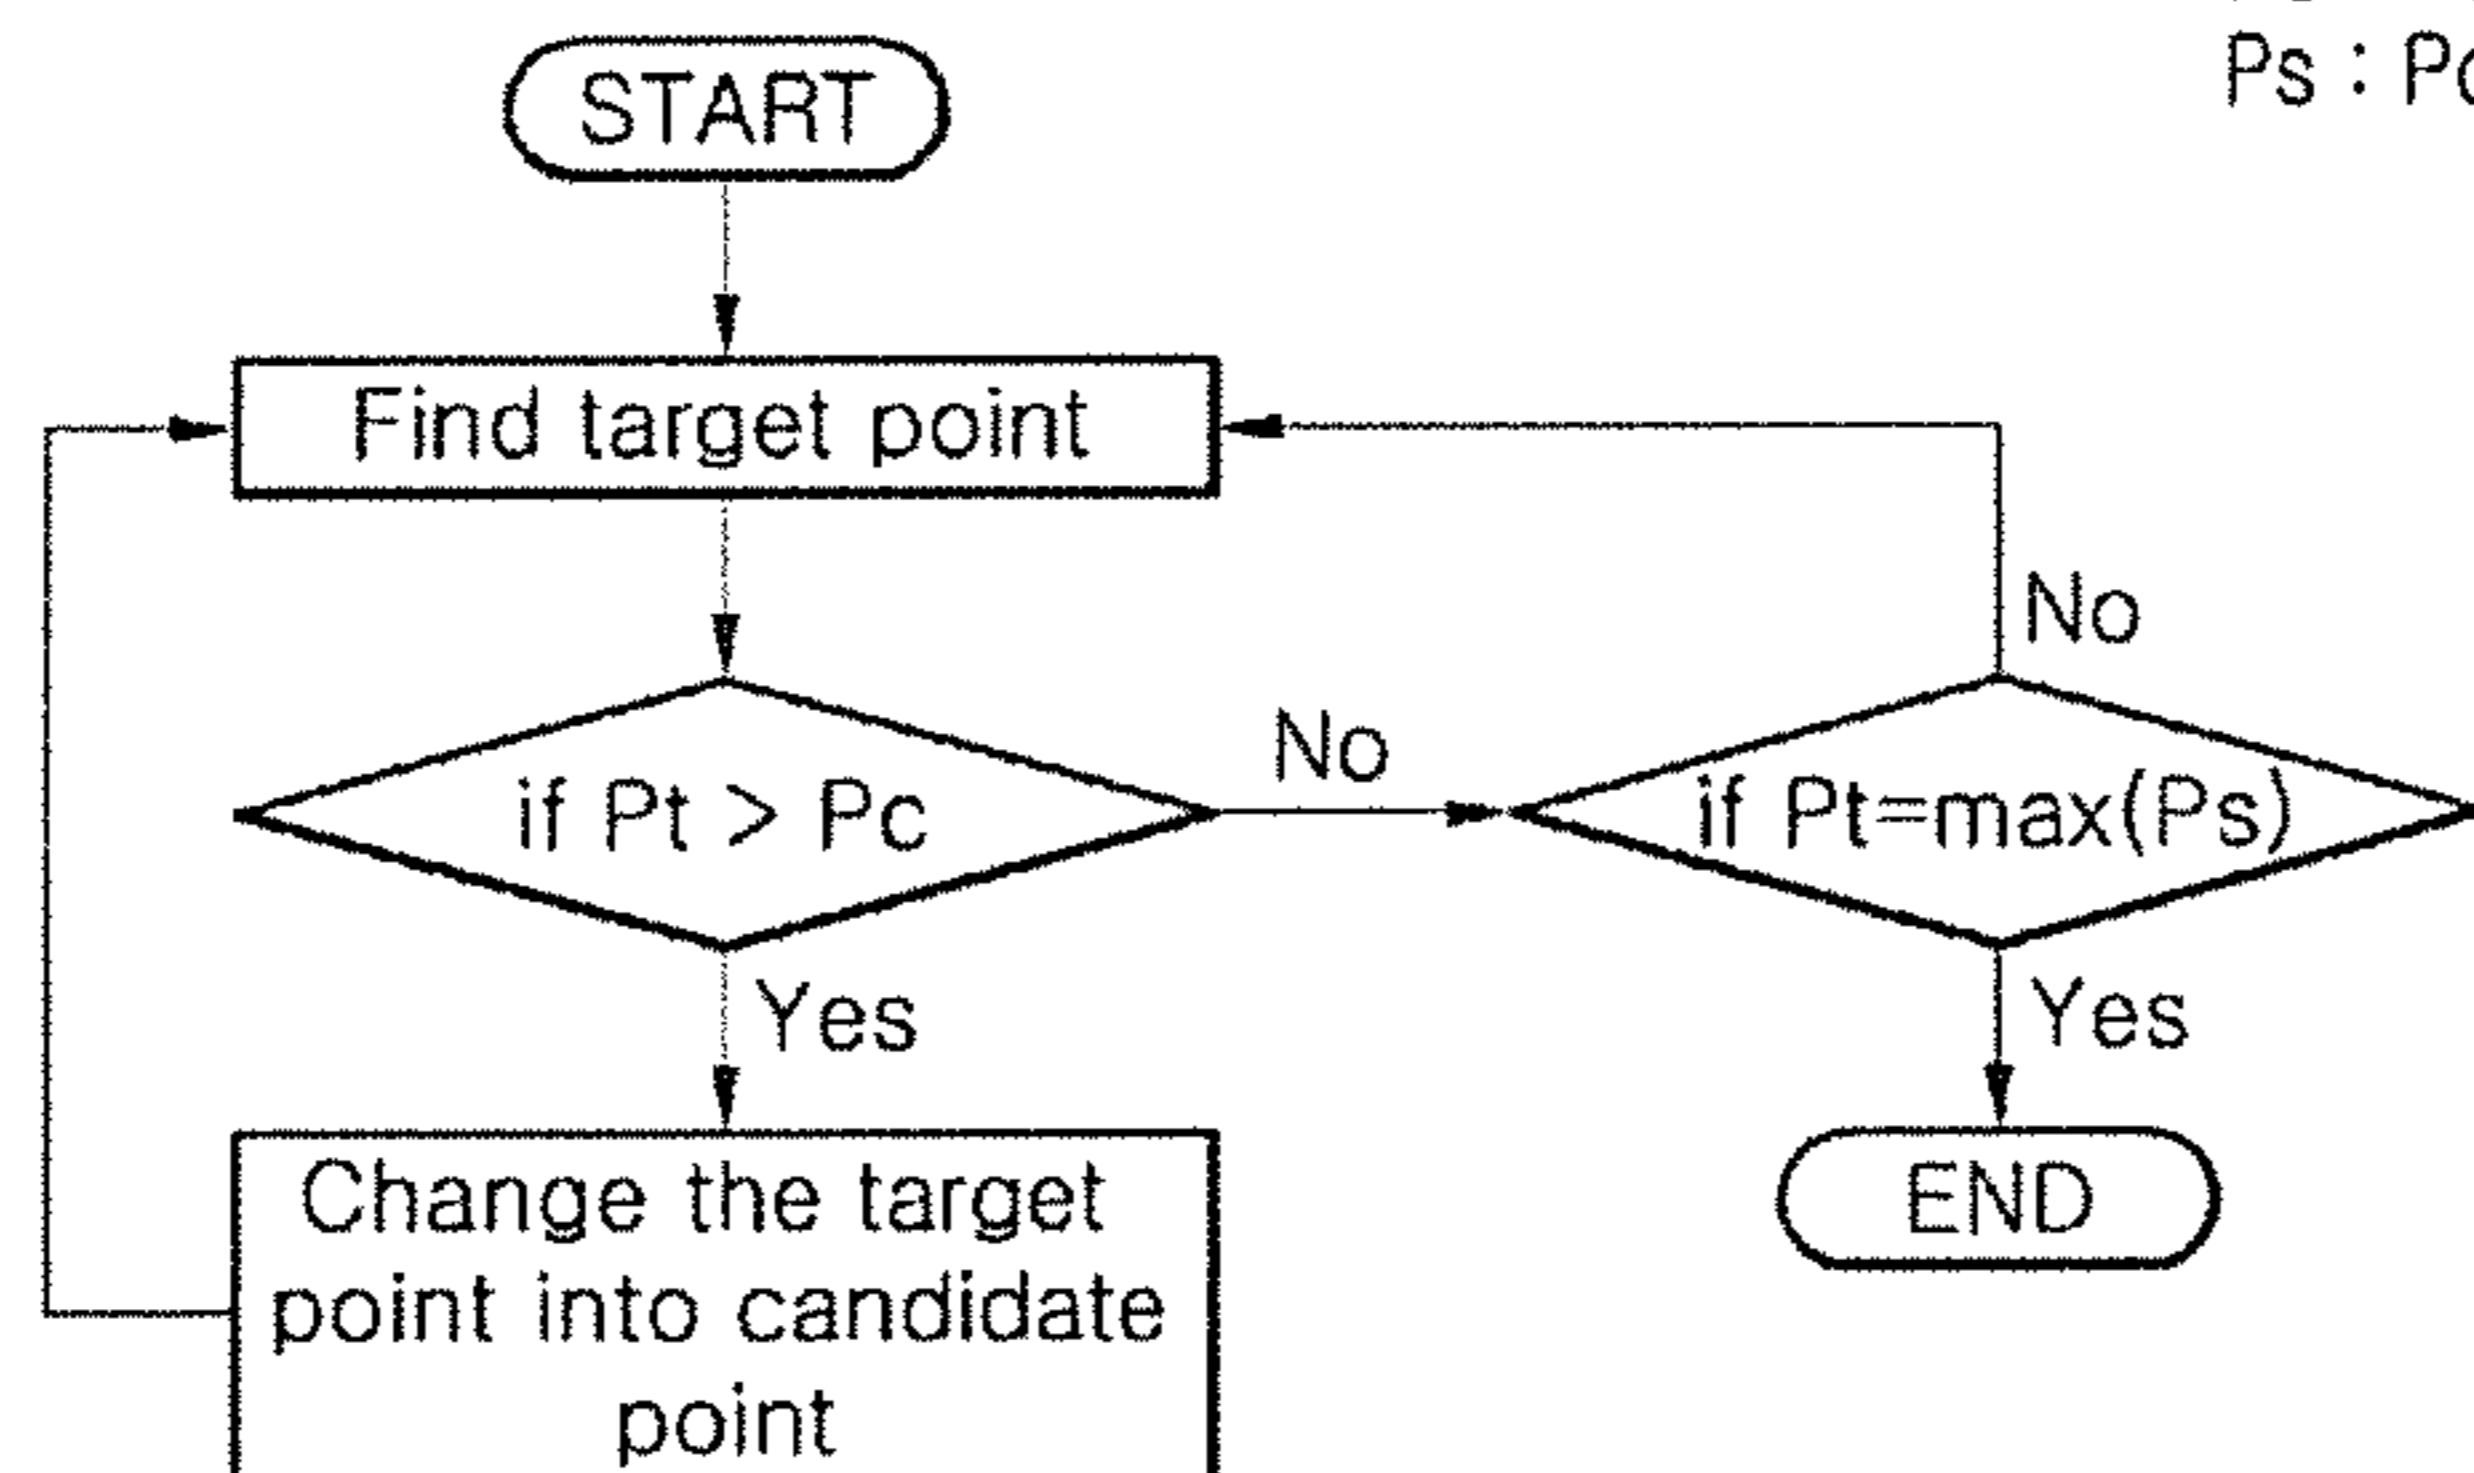 Ps :
START
Find target point
No
No
if Pt > Pc
if Pt=max(Ps)
Yes
Yes
Change the target
point into candidate
point
END